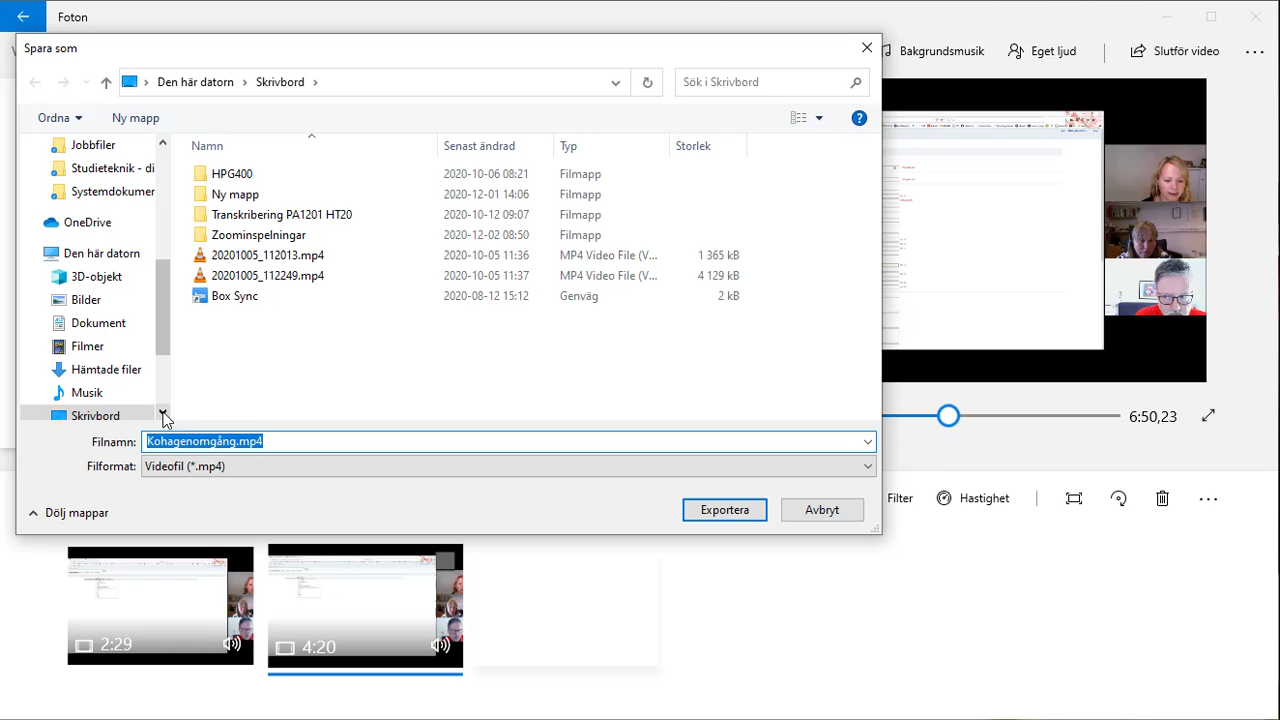 Foton
Spara som
Bakgrundsmusik
Eget ljud
Slutför video
Den här datorn
Skrivbord
Sök i Skrivbord
Ordna
Ny mapp
Namn
Senast ändrad
Typ
Storlek
Jobbfiler
Studieteknik - di
Systemdokumer
OneDrive
Den här datorn
3D-objekt
Bilder
Dokument
Filmer
Hämtade filer
Musik
Skrivbord
PG400 2020-10-06 08:21 Filmapp
Ny mapp 2020-12-01 14:06 Filmapp
Transkribering PA1201 HT20 2020-10-12 09:07 Filmapp
Zoominspelningar 2020-12-02 08:50 Filmapp
20201005_112613.mp4 2020-10-05 11:36 MP4 Video File (V... 1 365 kB
20201005_112649.mp4 2020-10-05 11:37 MP4 Video File (V... 4 129 kB
Box Sync 2020-08-12 15:12 Genväg 2 kB
6:50,23
Filnamn: Kohagenomgång.mp4
Filformat: Videofil (*.mp4)
Dölj mappar
Exportera
Avbryt
Filter
Hastighet
2:29
4:20